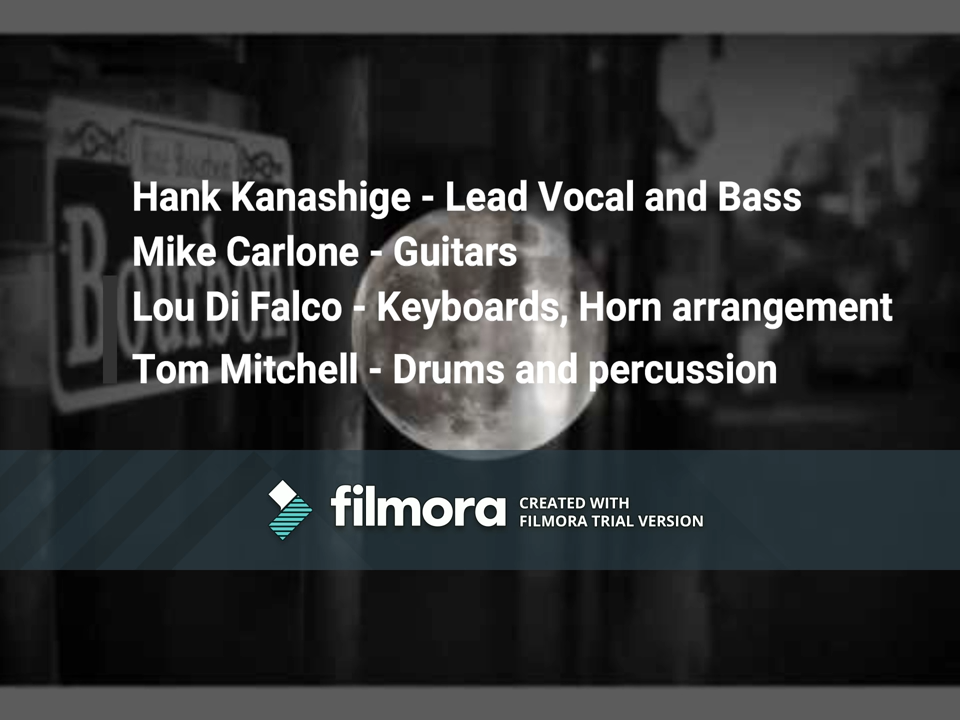 Hank Kanashige - Lead Vocal and Bass
Mike Carlone - Guitars
Lou Di Falco - Keyboards, Horn arrangement
Tom Mitchell - Drums and percussion
Bourbon
filmora
CREATED WITH
FILMORA TRIAL VERSION